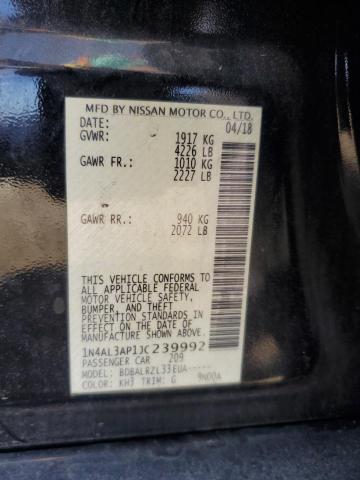 MFD BY NISSAN MOTOR CO., LTD.
DATE: 04/18
GVWR: 1917 KG
4226 LB
GAWR FR: 1010 KG
2227 LB
GAWR RR: 940 KG
2072 LB
THIS VEHICLE CONFORMS TO
ALL APPLICABLE FEDERAL
MOTOR VEHICLE SAFETY,
BUMPER, AND THEFT
PREVENTION STANDARDS
IN EFFECT ON THE DATE OF
MANUFACTURE SHOWN ABOVE.
1N4AL3AP1JC239992
PASSENGER CAR 209
MODEL: BDBALRZL33EUA-----
COLOR: KH3 TRIM: G 9N00A